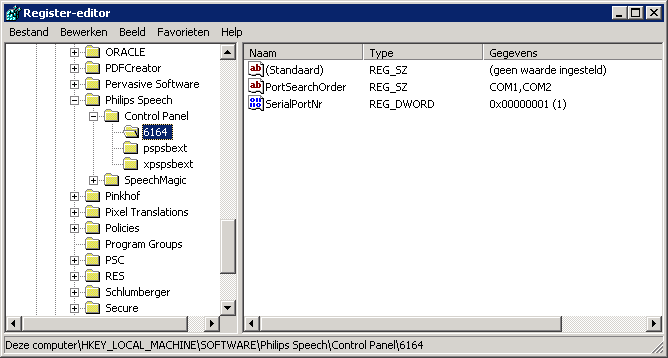 Register-editor
Bestand Bewerken Beeld Favorieten Help
ORACLE
PDFCreator
Pervasive Software
Philips Speech
Control Panel
6164
pspsbext
xpspsbext
SpeechMagic
Pinkhof
Pixel Translations
Policies
Program Groups
PSC
RES
Schlumberger
Secure
Naam Type Gegevens
(Standaard) REG_SZ (geen waarde ingesteld)
PortSearchOrder REG_SZ COM1,COM2
SerialPortNr REG_DWORD 0x00000001 (1)
Deze computer\HKEY_LOCAL_MACHINE\SOFTWARE\Philips Speech\Control Panel\6164